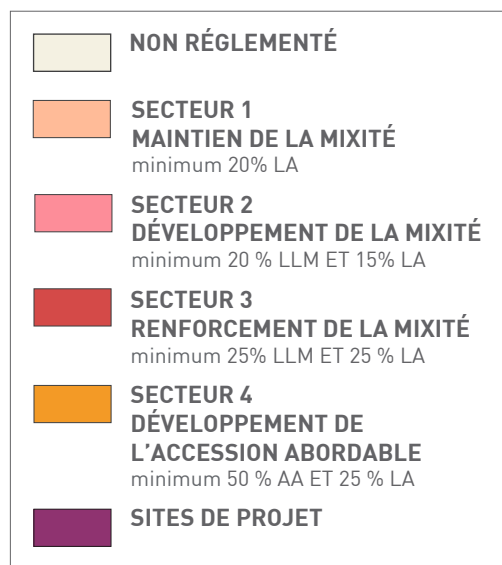 NON RÉGLEMENTÉ
SECTEUR 1
MAINTIEN DE LA MIXITÉ
minimum 20% LA
SECTEUR 2
DÉVELOPPEMENT DE LA MIXITÉ
minimum 20 % LLM ET 15% LA
SECTEUR 3
RENFORCEMENT DE LA MIXITÉ
minimum 25% LLM ET 25 % LA
SECTEUR 4
DÉVELOPPEMENT DE
L’ACCESSION ABORDABLE
minimum 50 % AA ET 25 % LA
SITES DE PROJET